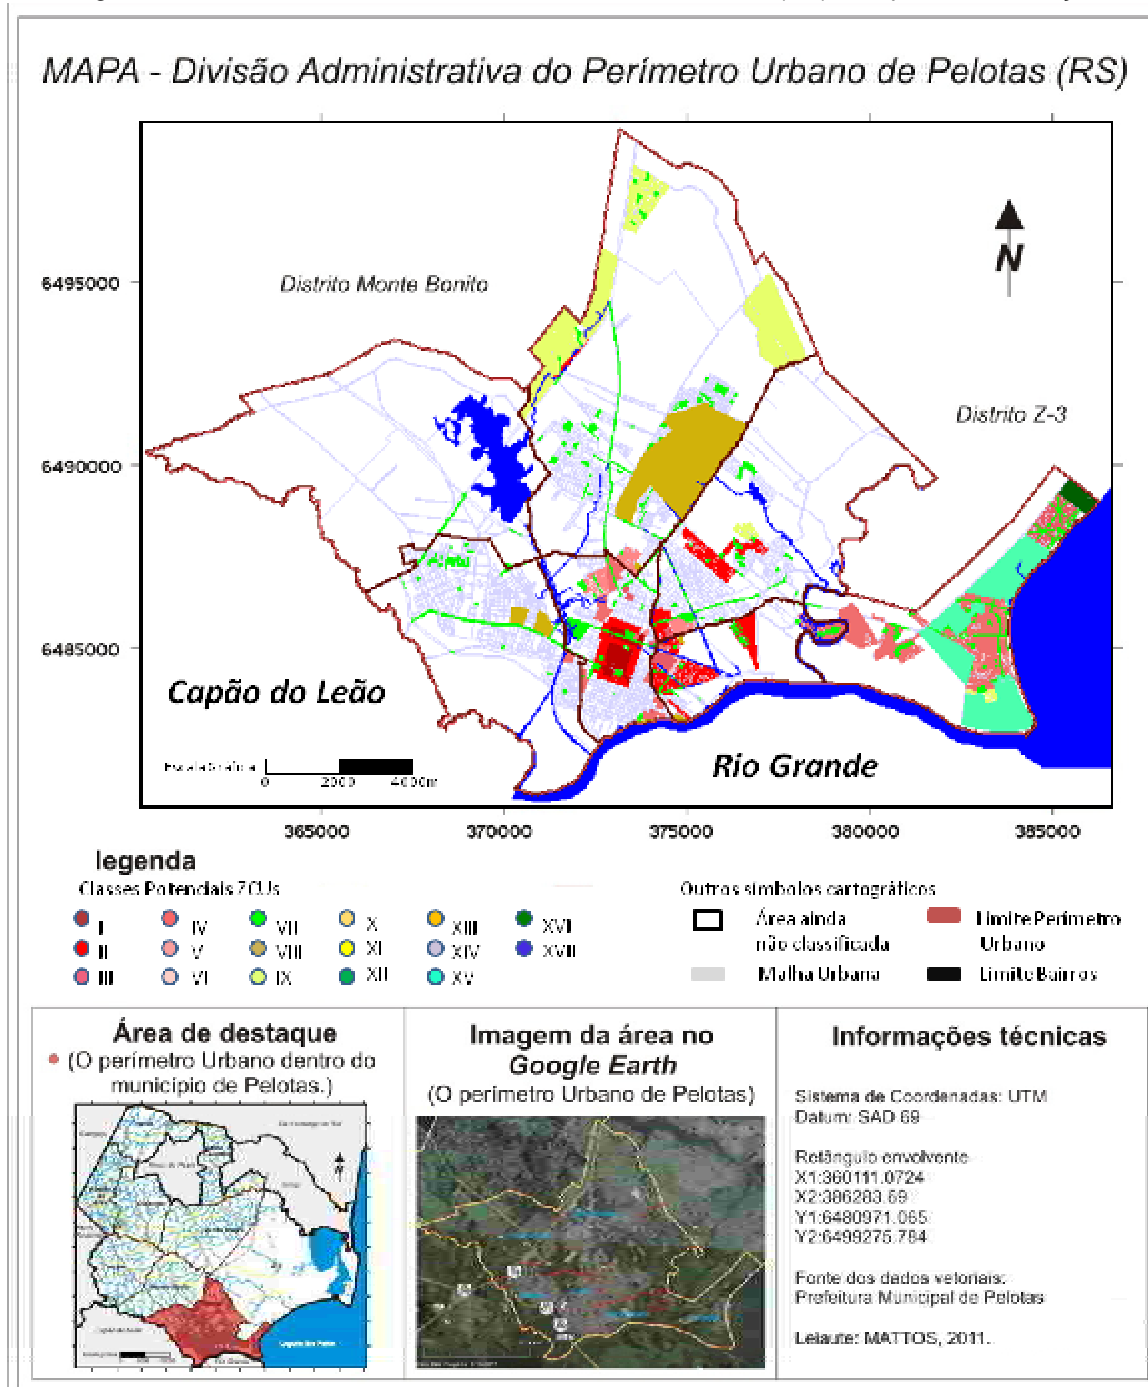 MAPA - Divisão Administrativa do Perímetro Urbano de Pelotas (RS)
N
Distrito Monte Bonito
Distrito Z-3
6495000
6490000
6485000
Capão do Leão
Rio Grande
Escala Gráfica
0 2000 4000m
365000 370000 375000 380000 385000
legenda
Classes Potenciais ZCUs
I
II
III
IV
V
VI
VII
VIII
IX
X
XI
XII
XIII
XIV
XV
XVI
XVII
Outros símbolos cartográficos
Área ainda
não classificada
Malha Urbana
Limite Perímetro
Urbano
Limite Bairros
Área de destaque
(O perímetro Urbano dentro do
município de Pelotas.)
Imagem da área no
Google Earth
(O perímetro Urbano de Pelotas)
Informações técnicas
Sistema de Coordenadas: UTM
Datum: SAD 69
Retângulo envolvente
X1:360111.0724
X2:386283.69
Y1:6480971.065
Y2:6499275.784
Fonte dos dados vetoriais:
Prefeitura Municipal de Pelotas
Leiaute: MATTOS, 2011.